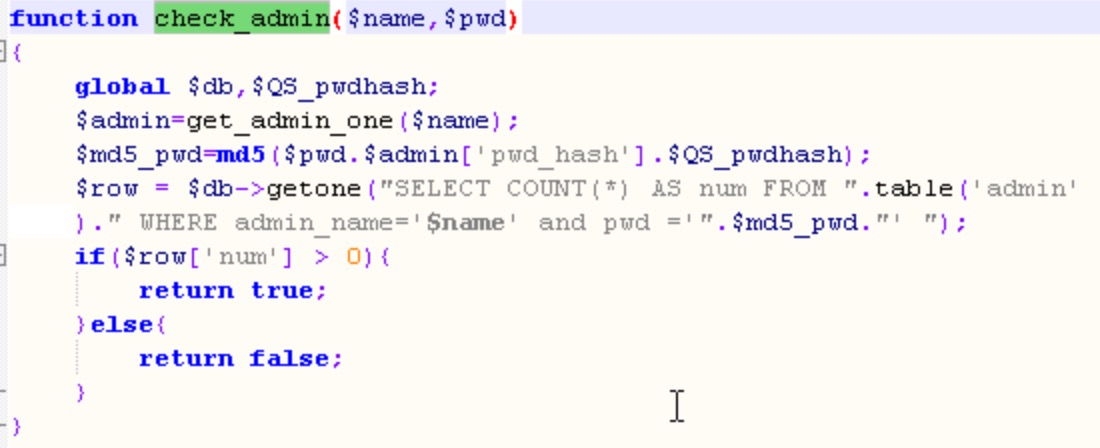 function check_admin($name,$pwd)
{
global $db,$QS_pwdhash;
$admin=get_admin_one($name);
$md5_pwd=md5($pwd.$admin['pwd_hash'].$QS_pwdhash);
$row = $db->getone("SELECT COUNT(*) AS num FROM ".table('admin'
)." WHERE admin_name='$name' and pwd ='".$md5_pwd."' ");
if($row['num'] > 0){
return true;
}else{
return false;
}
}